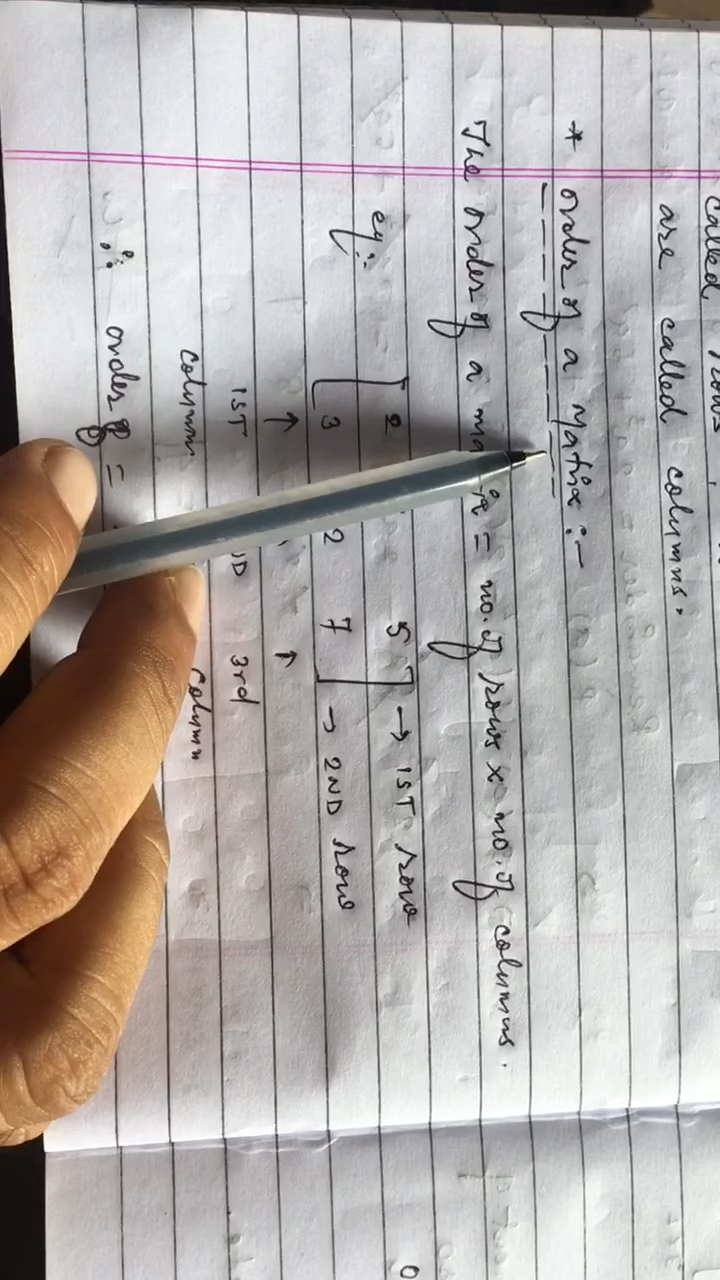 called rows.
are called columns.
* order of a Matrix :-
The order of a = no. of rows x no. of columns.
eg:- [ 2 5 ] → 1ST row
[ 3 2 7 ] → 2ND row
↑ ↑
1ST 3rd
column column
∴ order of =